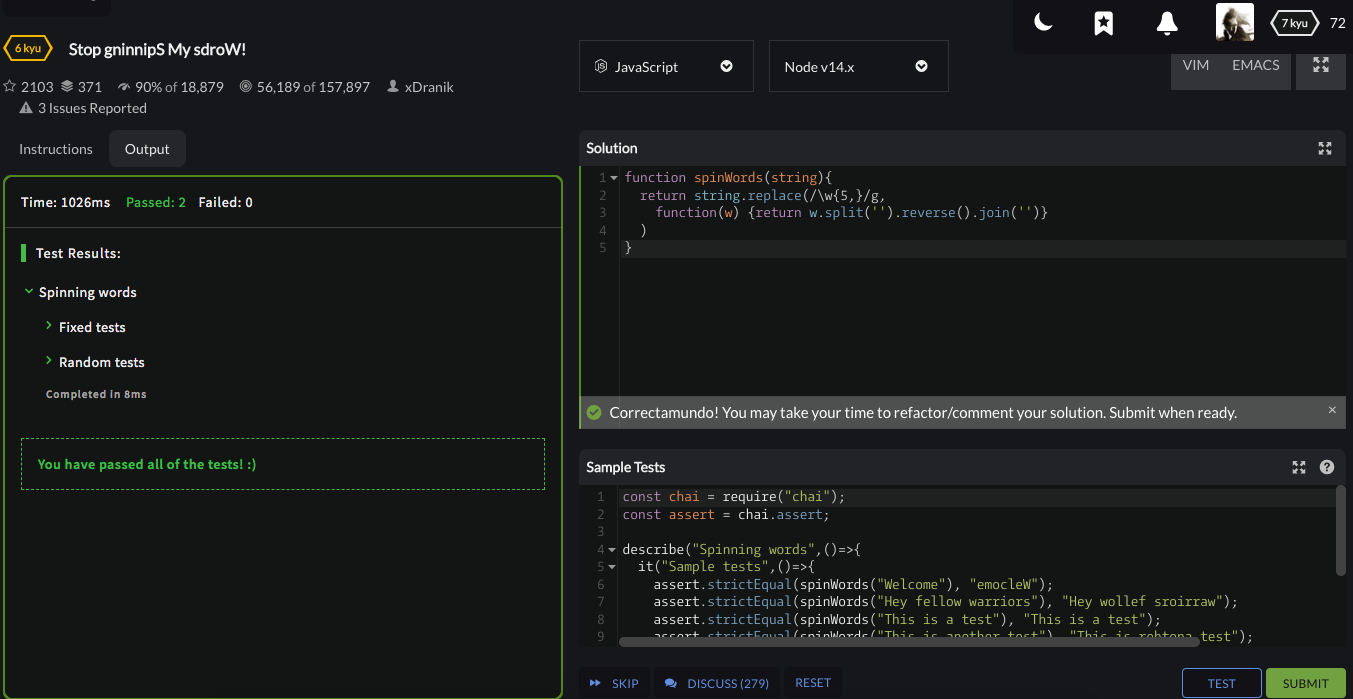 6 kyu Stop gninnipS My sdroW!
2103 371 90% of 18,879 56,189 of 157,897 xDranik
3 Issues Reported
Instructions Output
Time: 1026ms Passed: 2 Failed: 0
Test Results:
Spinning words
Fixed tests
Random tests
Completed in 8ms
You have passed all of the tests! :)
7 kyu 72
JavaScript Node v14.x VIM EMACS
Solution
1 function spinWords(string){
2 return string.replace(/\w{5,}/g,
3 function(w) {return w.split('').reverse().join('')}
4 )
5 }
Correctamundo! You may take your time to refactor/comment your solution. Submit when ready. ×
Sample Tests ?
1 const chai = require("chai");
2 const assert = chai.assert;
3
4 describe("Spinning words",()=>{
5 it("Sample tests",()=>{
6 assert.strictEqual(spinWords("Welcome"), "emocleW");
7 assert.strictEqual(spinWords("Hey fellow warriors"), "Hey wollef sroirraw");
8 assert.strictEqual(spinWords("This is a test"), "This is a test");
9 assert.strictEqual(spinWords("This is another test"), "This is rehtona test");
SKIP DISCUSS (279) RESET TEST SUBMIT